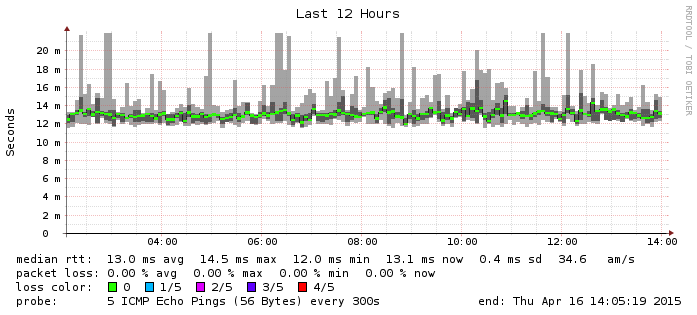 Last 12 Hours
RRDTOOL / TOBI OETIKER
Seconds
20 m
18 m
16 m
14 m
12 m
10 m
8 m
6 m
4 m
2 m
0
04:00 06:00 08:00 10:00 12:00 14:00
median rtt: 13.0 ms avg 14.5 ms max 12.0 ms min 13.1 ms now 0.4 ms sd 34.6 am/s
packet loss: 0.00 % avg 0.00 % max 0.00 % min 0.00 % now
loss color: 0 1/5 2/5 3/5 4/5
probe: 5 ICMP Echo Pings (56 Bytes) every 300s end: Thu Apr 16 14:05:19 2015